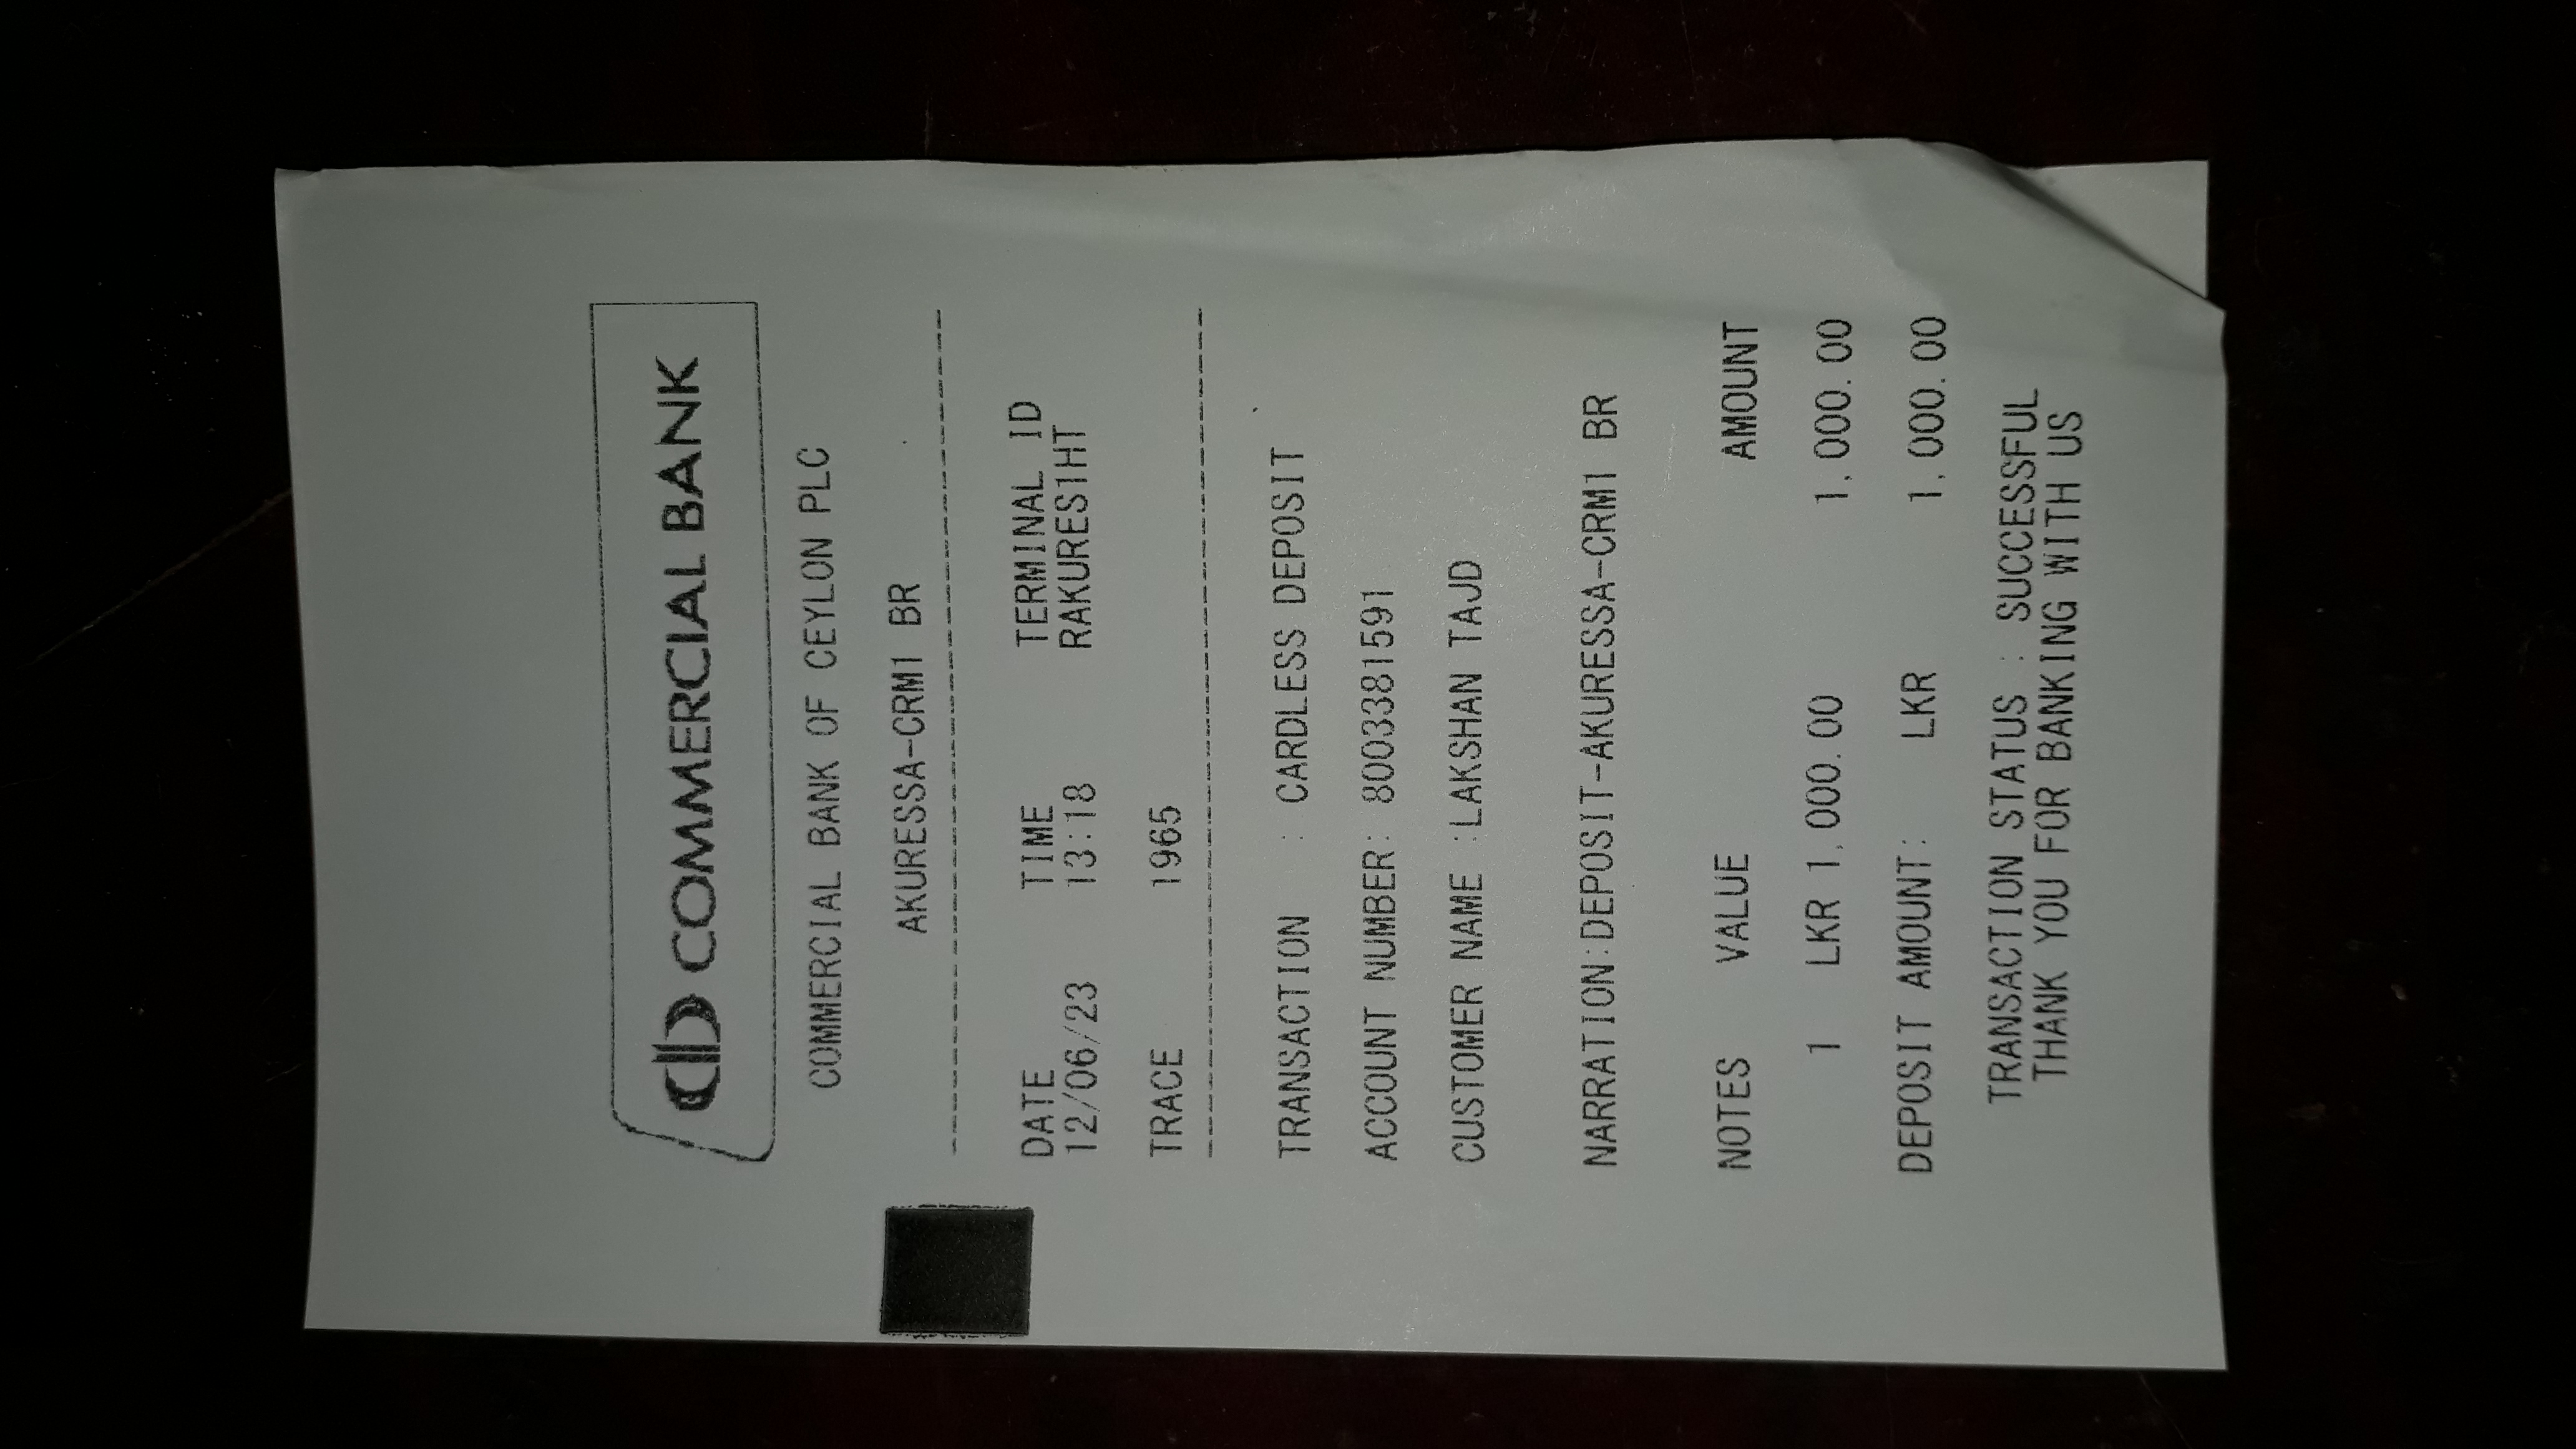 COMMERCIAL BANK
COMMERCIAL BANK OF CEYLON PLC
AKURESSA-CRM1 BR
DATE TIME TERMINAL ID
12/06/23 13:18 RAKURES1HT
TRACE 1965
TRANSACTION : CARDLESS DEPOSIT
ACCOUNT NUMBER: 8003381591
CUSTOMER NAME :LAKSHAN TAJD
NARRATION:DEPOSIT-AKURESSA-CRM1 BR
NOTES VALUE AMOUNT
1 LKR 1,000.00 1,000.00
DEPOSIT AMOUNT: LKR 1,000.00
TRANSACTION STATUS : SUCCESSFUL
THANK YOU FOR BANKING WITH US